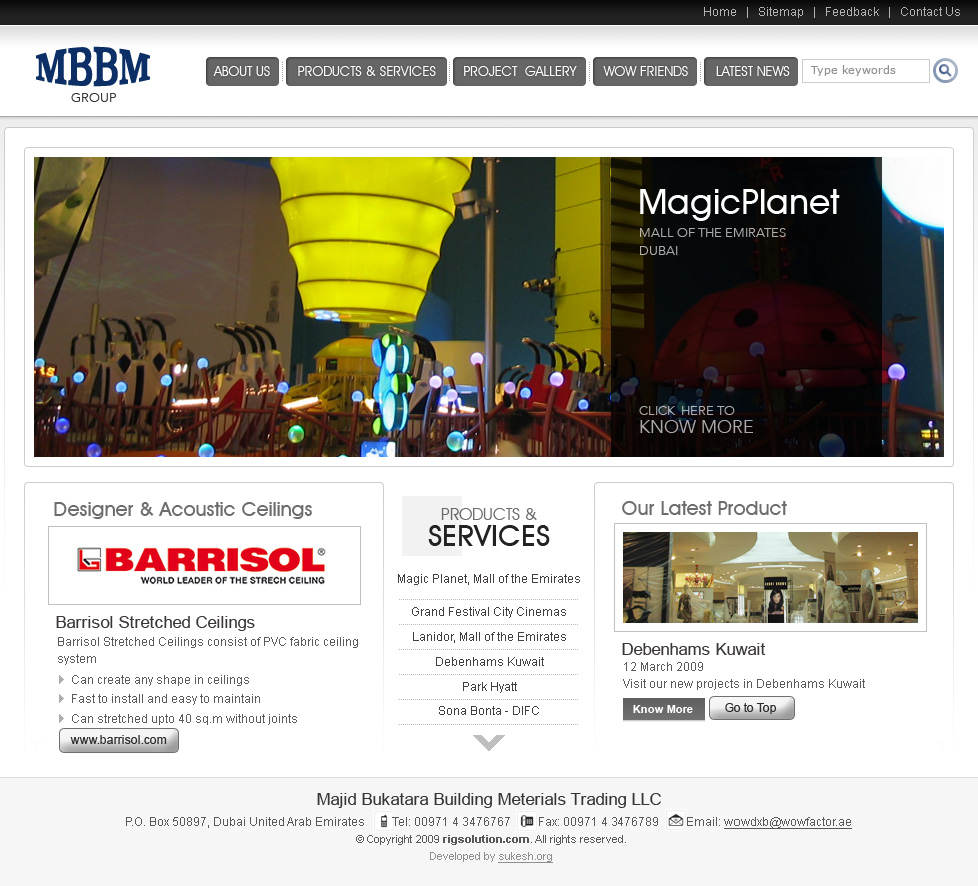 Home | Sitemap | Feedback | Contact Us
MBBM
GROUP
ABOUT US
PRODUCTS & SERVICES
PROJECT GALLERY
WOW FRIENDS
LATEST NEWS
Type keywords
MagicPlanet
MALL OF THE EMIRATES
DUBAI
CLICK HERE TO
KNOW MORE
Designer & Acoustic Ceilings
BARRISOL®
WORLD LEADER OF THE STRECH CEILING
Barrisol Stretched Ceilings
Barrisol Stretched Ceilings consist of PVC fabric ceiling
system
Can create any shape in ceilings
Fast to install and easy to maintain
Can stretched upto 40 sq.m without joints
www.barrisol.com
PRODUCTS &
SERVICES
Magic Planet, Mall of the Emirates
Grand Festival City Cinemas
Lanidor, Mall of the Emirates
Debenhams Kuwait
Park Hyatt
Sona Bonta - DIFC
Our Latest Product
Debenhams Kuwait
12 March 2009
Visit our new projects in Debenhams Kuwait
Know More
Go to Top
Majid Bukatara Building Meterials Trading LLC
P.O. Box 50897, Dubai United Arab Emirates Tel: 00971 4 3476767 Fax: 00971 4 3476789 Email: wowdxb@wowfactor.ae
© Copyright 2009 rigsolution.com. All rights reserved.
Developed by sukesh.org